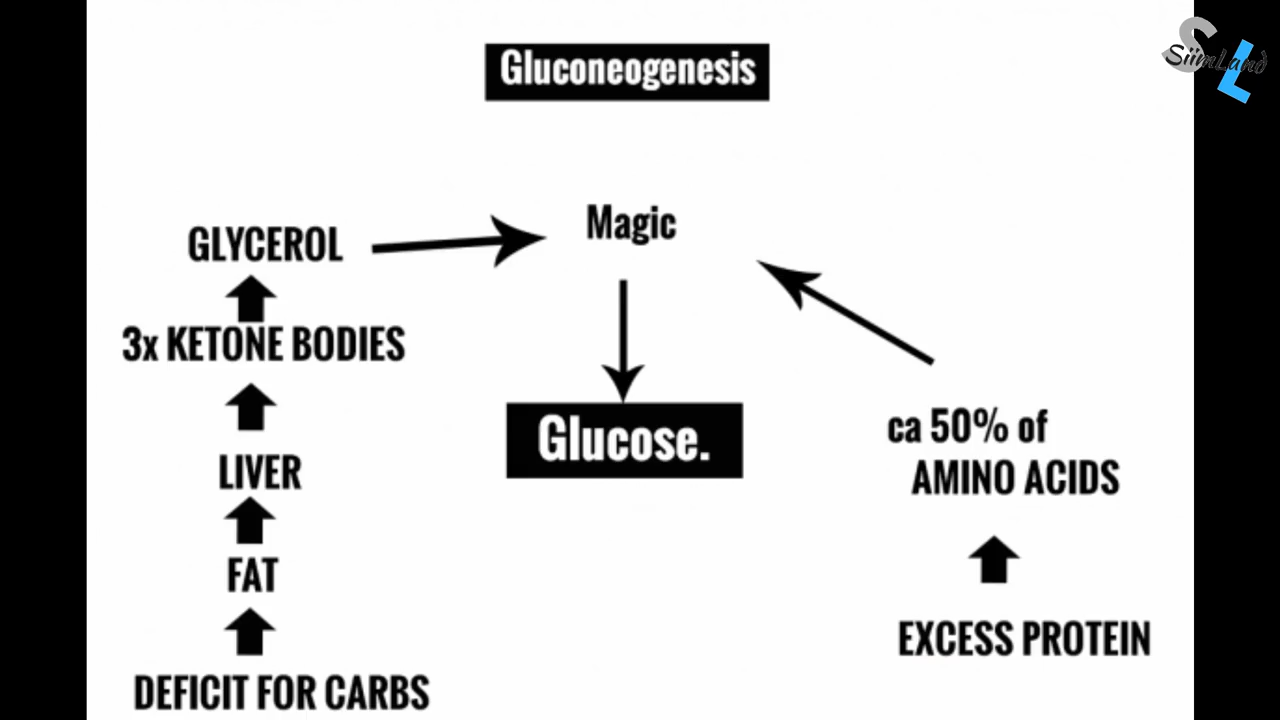 Gluconeogenesis
SiimLand
SL
Magic
GLYCEROL
3x KETONE BODIES
LIVER
FAT
DEFICIT FOR CARBS
Glucose.
ca 50% of
AMINO ACIDS
EXCESS PROTEIN